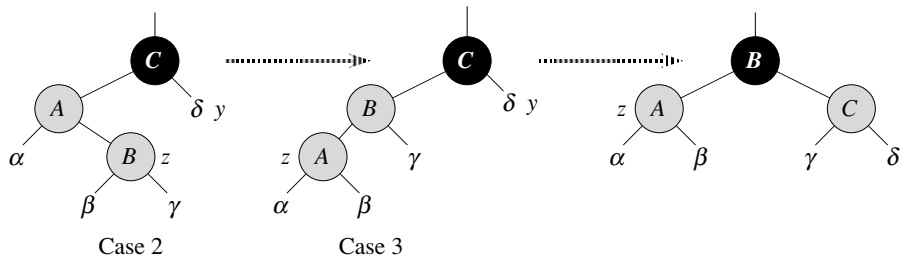 C C B
A δ y B δ y z A C
α B z z A γ α β γ δ
β γ α β
Case 2 Case 3